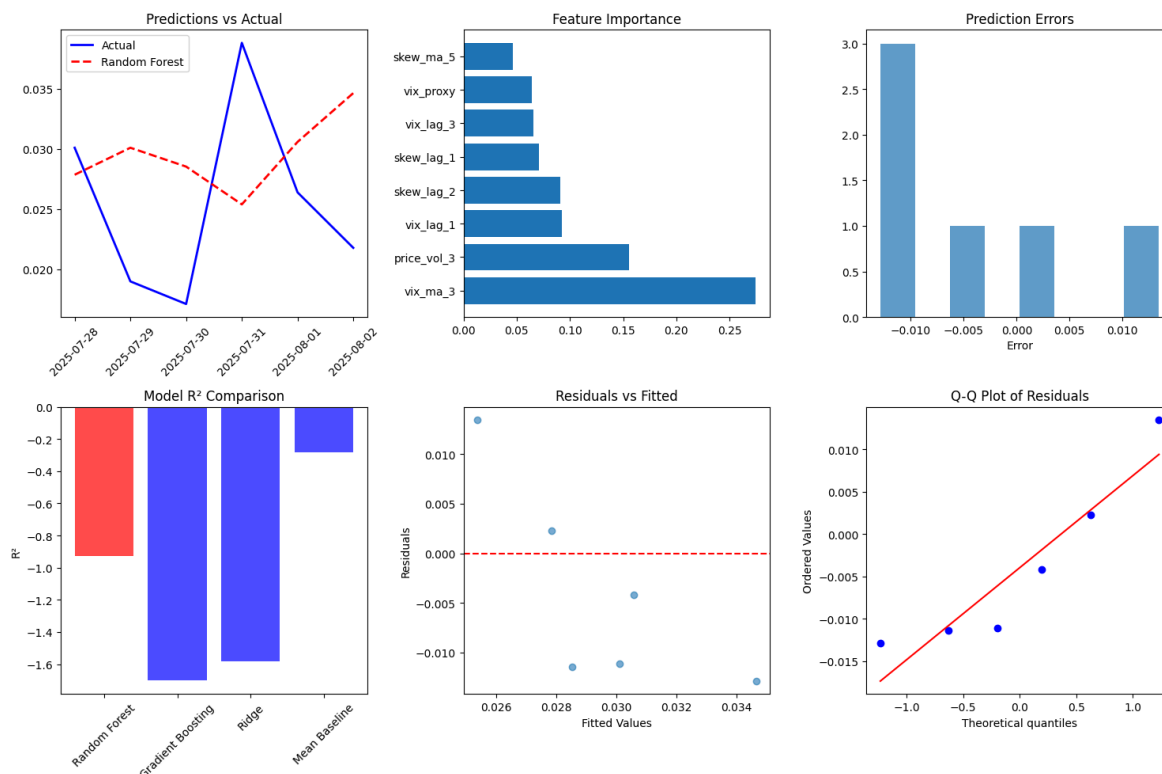 Predictions vs Actual
Actual
Random Forest
0.035
0.030
0.025
0.020
2025-07-28
2025-07-29
2025-07-30
2025-07-31
2025-08-01
2025-08-02
Feature Importance
skew_ma_5
vix_proxy
vix_lag_3
skew_lag_1
skew_lag_2
vix_lag_1
price_vol_3
vix_ma_3
0.00 0.05 0.10 0.15 0.20 0.25
Prediction Errors
3.0
2.5
2.0
1.5
1.0
0.5
0.0
−0.010 −0.005 0.000 0.005 0.010
Error
Model R² Comparison
R²
0.0
−0.2
−0.4
−0.6
−0.8
−1.0
−1.2
−1.4
−1.6
Random Forest
Gradient Boosting
Ridge
Mean Baseline
Residuals vs Fitted
Residuals
0.010
0.005
0.000
−0.005
−0.010
0.026 0.028 0.030 0.032 0.034
Fitted Values
Q-Q Plot of Residuals
Ordered Values
0.010
0.005
0.000
−0.005
−0.010
−0.015
−1.0 −0.5 0.0 0.5 1.0
Theoretical quantiles